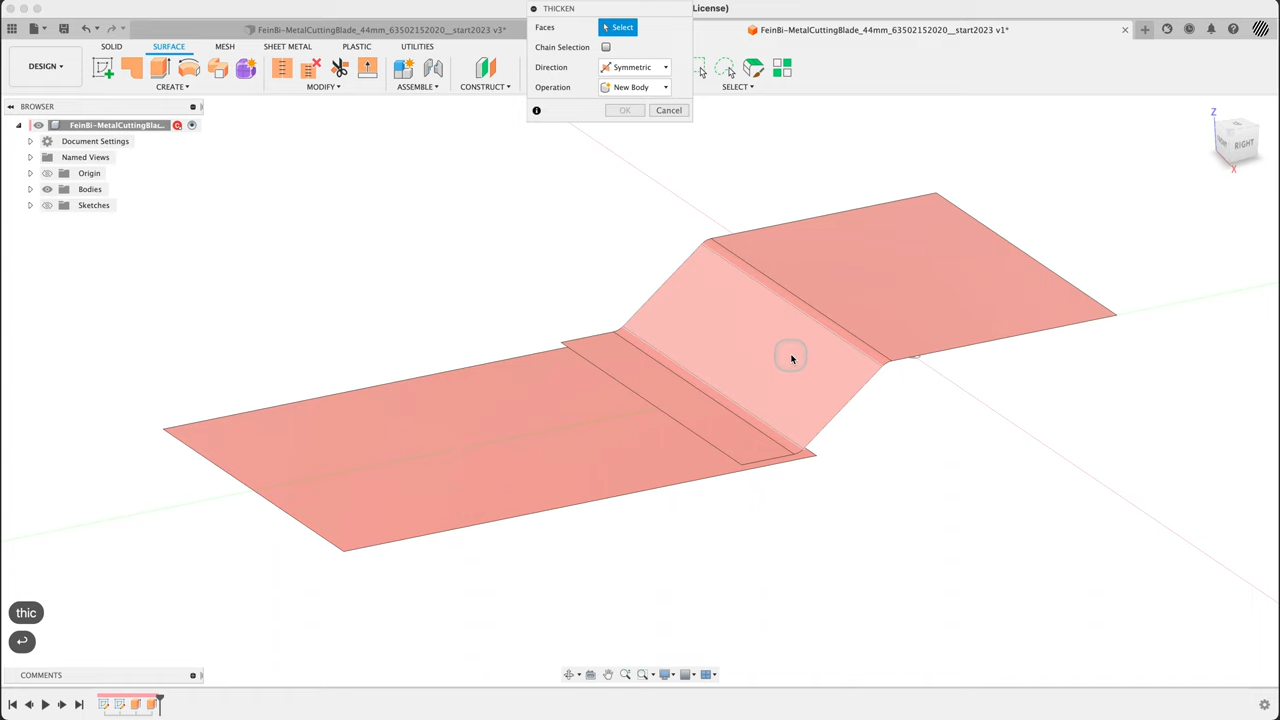 THICKEN
License)
Faces
Select
Chain Selection
Direction
Symmetric
Operation
New Body
OK
Cancel
FeinBi-MetalCuttingBlade_44mm_63502152020__start2023 v3*
FeinBi-MetalCuttingBlade_44mm_63502152020__start2023 v1*
SOLID
SURFACE
MESH
SHEET METAL
PLASTIC
UTILITIES
DESIGN
CREATE
MODIFY
ASSEMBLE
CONSTRUCT
SELECT
BROWSER
FeinBi-MetalCuttingBla...
Document Settings
Named Views
Origin
Bodies
Sketches
Z
RIGHT
X
thic
COMMENTS